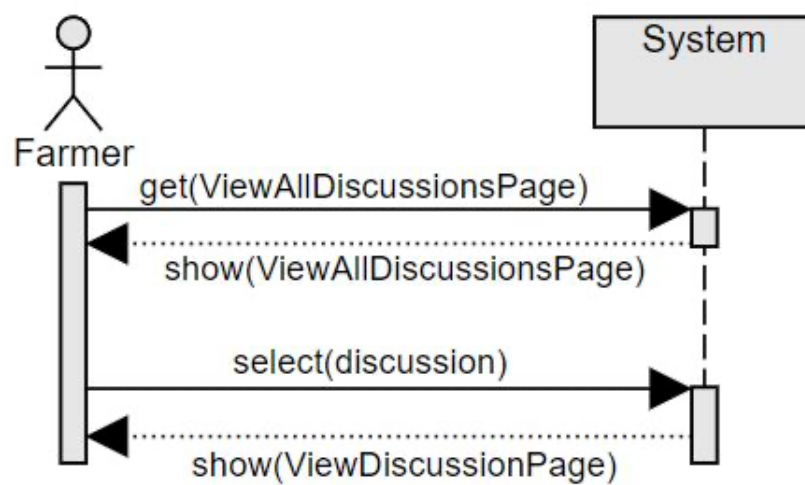 System
Farmer
get(ViewAllDiscussionsPage)
show(ViewAllDiscussionsPage)
select(discussion)
show(ViewDiscussionPage)